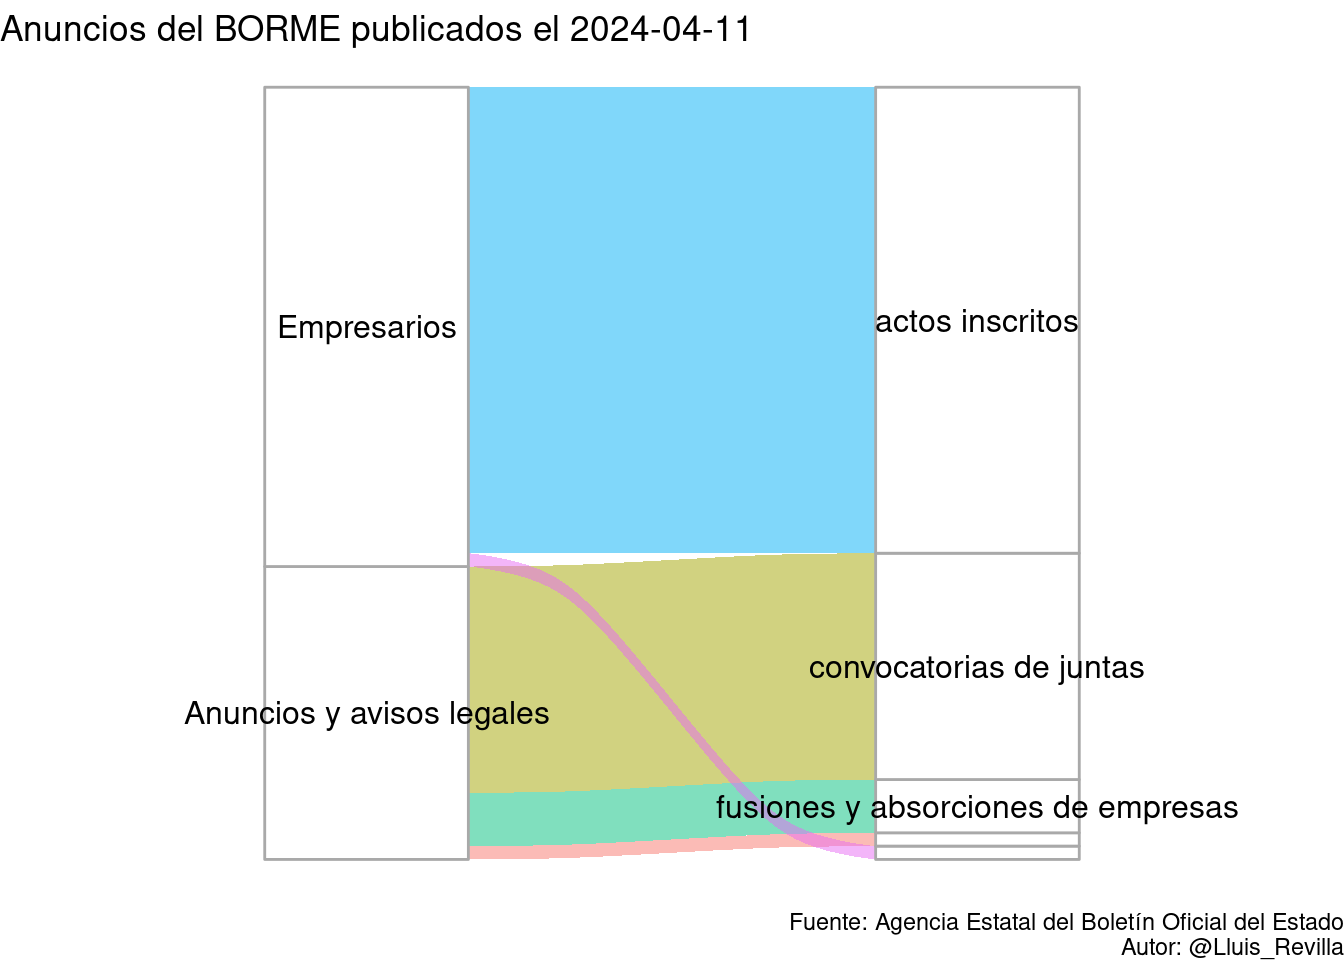 Anuncios del BORME publicados el 2024-04-11
Empresarios
actos inscritos
convocatorias de juntas
Anuncios y avisos legales
fusiones y absorciones de empresas
Fuente: Agencia Estatal del Boletín Oficial del Estado
Autor: @Lluis_Revilla